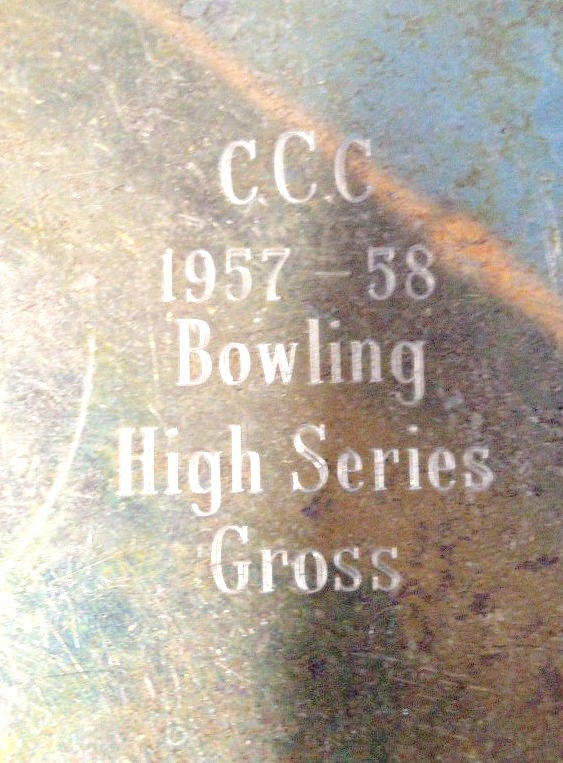 C.C.C
1957-58
Bowling
High Series
Gross